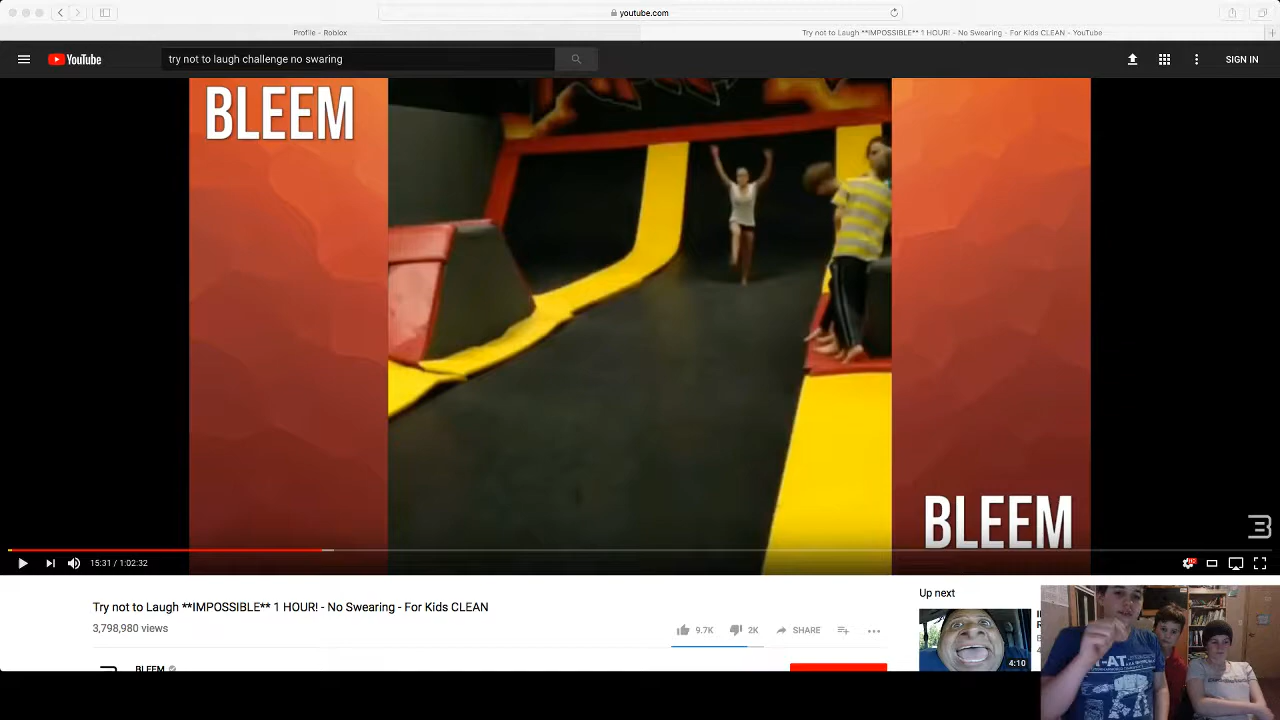 youtube.com
Profile - Roblox
Try not to Laugh **IMPOSSIBLE** 1 HOUR! - No Swearing - For Kids CLEAN - YouTube
YouTube
try not to laugh challenge no swaring
SIGN IN
BLEEM
BLEEM
15:31 / 1:02:32
Try not to Laugh **IMPOSSIBLE** 1 HOUR! - No Swearing - For Kids CLEAN
3,798,980 views
9.7K
2K
SHARE
Up next
4:10
BLEEM